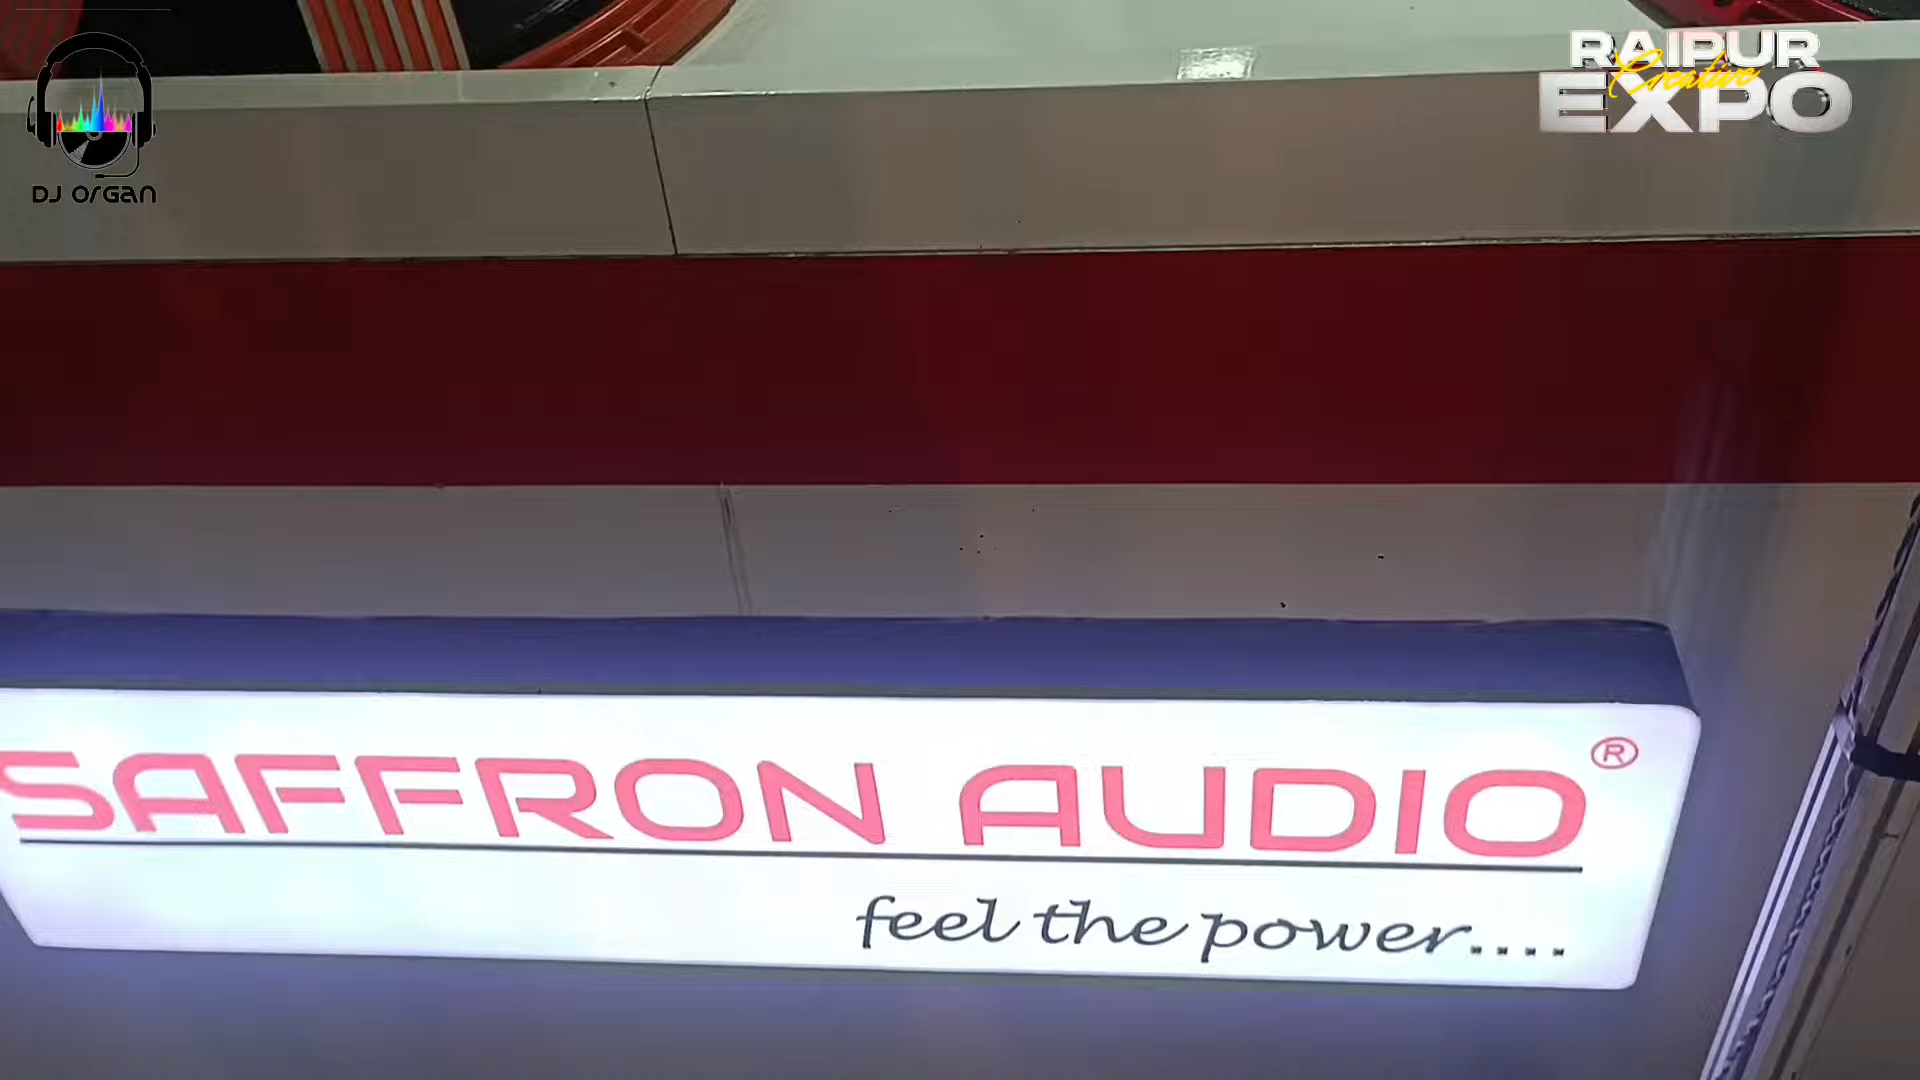 DJ OrGan
RAIPUR
Creative
EXPO
SAFFRON AUDIO®
feel the power....